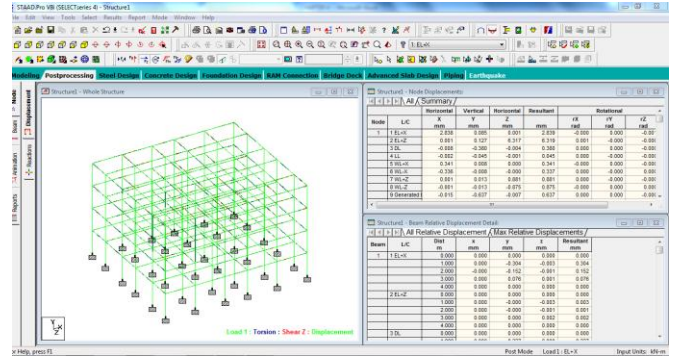 STAAD.Pro V8i (SELECTseries 4) - Structure1
File Edit View Tools Select Results Report Mode Window Help
1: EL+X
Modeling Postprocessing Steel Design Concrete Design Foundation Design RAM Connection Bridge Deck Advanced Slab Design Piping Earthquake
Node
Displacement
Beam
Reactions
Animation
Reports
Structure1 - Whole Structure
Y
X
Z
Load 1 : Torsion : Shear Z : Displacement
Structure1 - Node Displacements:
All / Summary
Horizontal Vertical Horizontal Resultant Rotational
Node L/C X mm Y mm Z mm mm rX rad rY rad rZ rad
1 1 EL+X 2.838 0.085 0.001 2.839 -0.000 0.000 -0.00
2 EL+Z 0.001 0.127 6.317 6.319 0.001 -0.000 -0.00
3 DL -0.008 -0.380 -0.004 0.380 0.000 0.000
4 LL -0.002 -0.045 -0.001 0.045
5 WL+X 0.341 0.008 0.000 0.341 -0.000 0.000
6 WL-X -0.336 -0.008 -0.000 0.337 0.000 -0.000
7 WL+Z 0.001 0.013 0.801 0.801 0.000 -0.000
8 WL-Z -0.001 -0.013 -0.875 0.875 -0.000 0.000
9 Generated -0.015 -0.637 -0.007 0.637 0.000 0.000
Structure1 - Beam Relative Displacement Detail:
All Relative Displacement / Max Relative Displacements
Beam L/C Dist m x mm y mm z mm Resultant mm
1 1 EL+X 0.000 0.000 0.000 0.000 0.000
1.000 0.000 -0.304 -0.003 0.304
2.000 -0.000 -0.152 -0.001 0.152
3.000 0.000 0.076 0.001 0.076
4.000 0.000 0.000 0.000 0.000
2 EL+Z 0.000 0.000 0.000 0.000 0.000
1.000 0.000 -0.000 -0.003 0.003
2.000 0.000 -0.000 -0.001 0.001
3.000 0.000 0.000 0.002 0.002
4.000 0.000 0.000 0.000 0.000
3 DL 0.000 0.000 0.000 0.000 0.000
For Help, press F1
Post Mode Load 1 : EL+X Input Units: kN-m